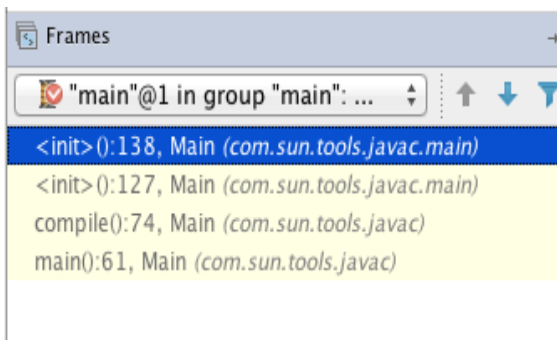 Frames
"main"@1 in group "main": ...
<init>():138, Main (com.sun.tools.javac.main)
<init>():127, Main (com.sun.tools.javac.main)
compile():74, Main (com.sun.tools.javac)
main():61, Main (com.sun.tools.javac)